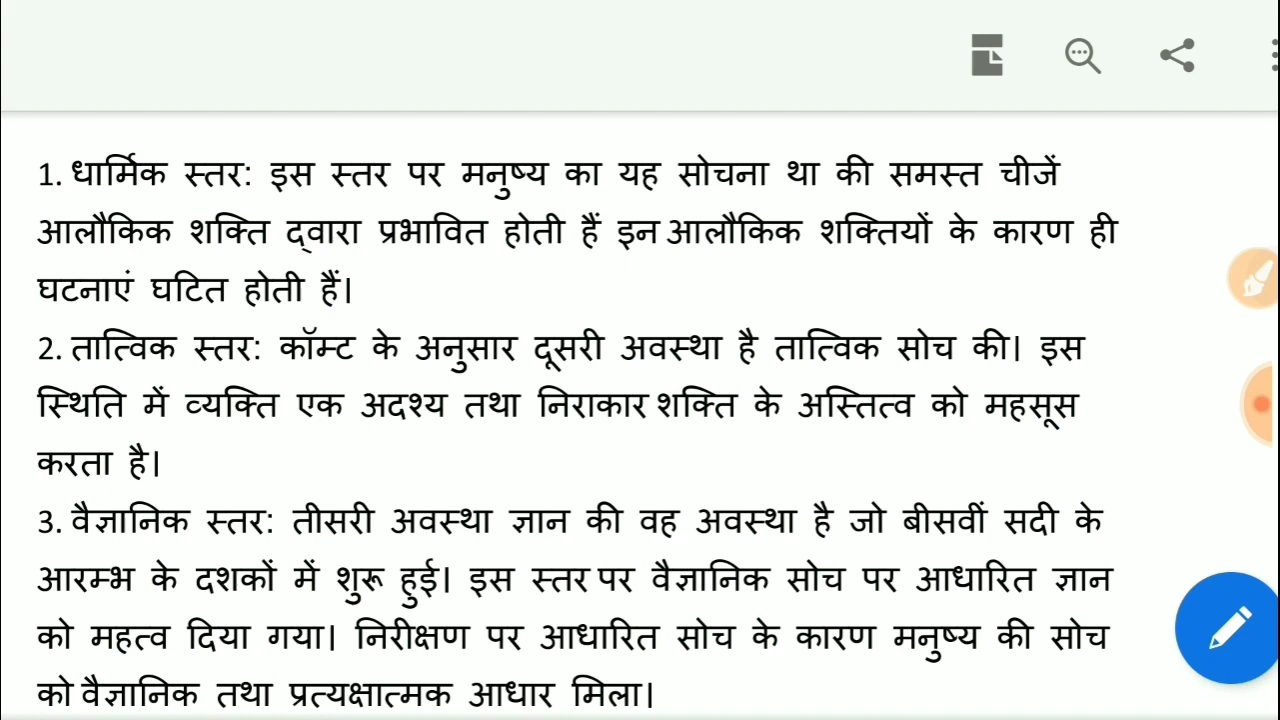 1. धार्मिक स्तर: इस स्तर पर मनुष्य का यह सोचना था की समस्त चीजें
आलौकिक शक्ति द्वारा प्रभावित होती हैं इन आलौकिक शक्तियों के कारण ही
घटनाएं घटित होती हैं।
2. तात्विक स्तर: कॉम्ट के अनुसार दूसरी अवस्था है तात्विक सोच की। इस
स्थिति में व्यक्ति एक अदश्य तथा निराकार शक्ति के अस्तित्व को महसूस
करता है।
3. वैज्ञानिक स्तर: तीसरी अवस्था ज्ञान की वह अवस्था है जो बीसवीं सदी के
आरम्भ के दशकों में शुरू हुई। इस स्तर पर वैज्ञानिक सोच पर आधारित ज्ञान
को महत्व दिया गया। निरीक्षण पर आधारित सोच के कारण मनुष्य की सोच
को वैज्ञानिक तथा प्रत्यक्षात्मक आधार मिला।